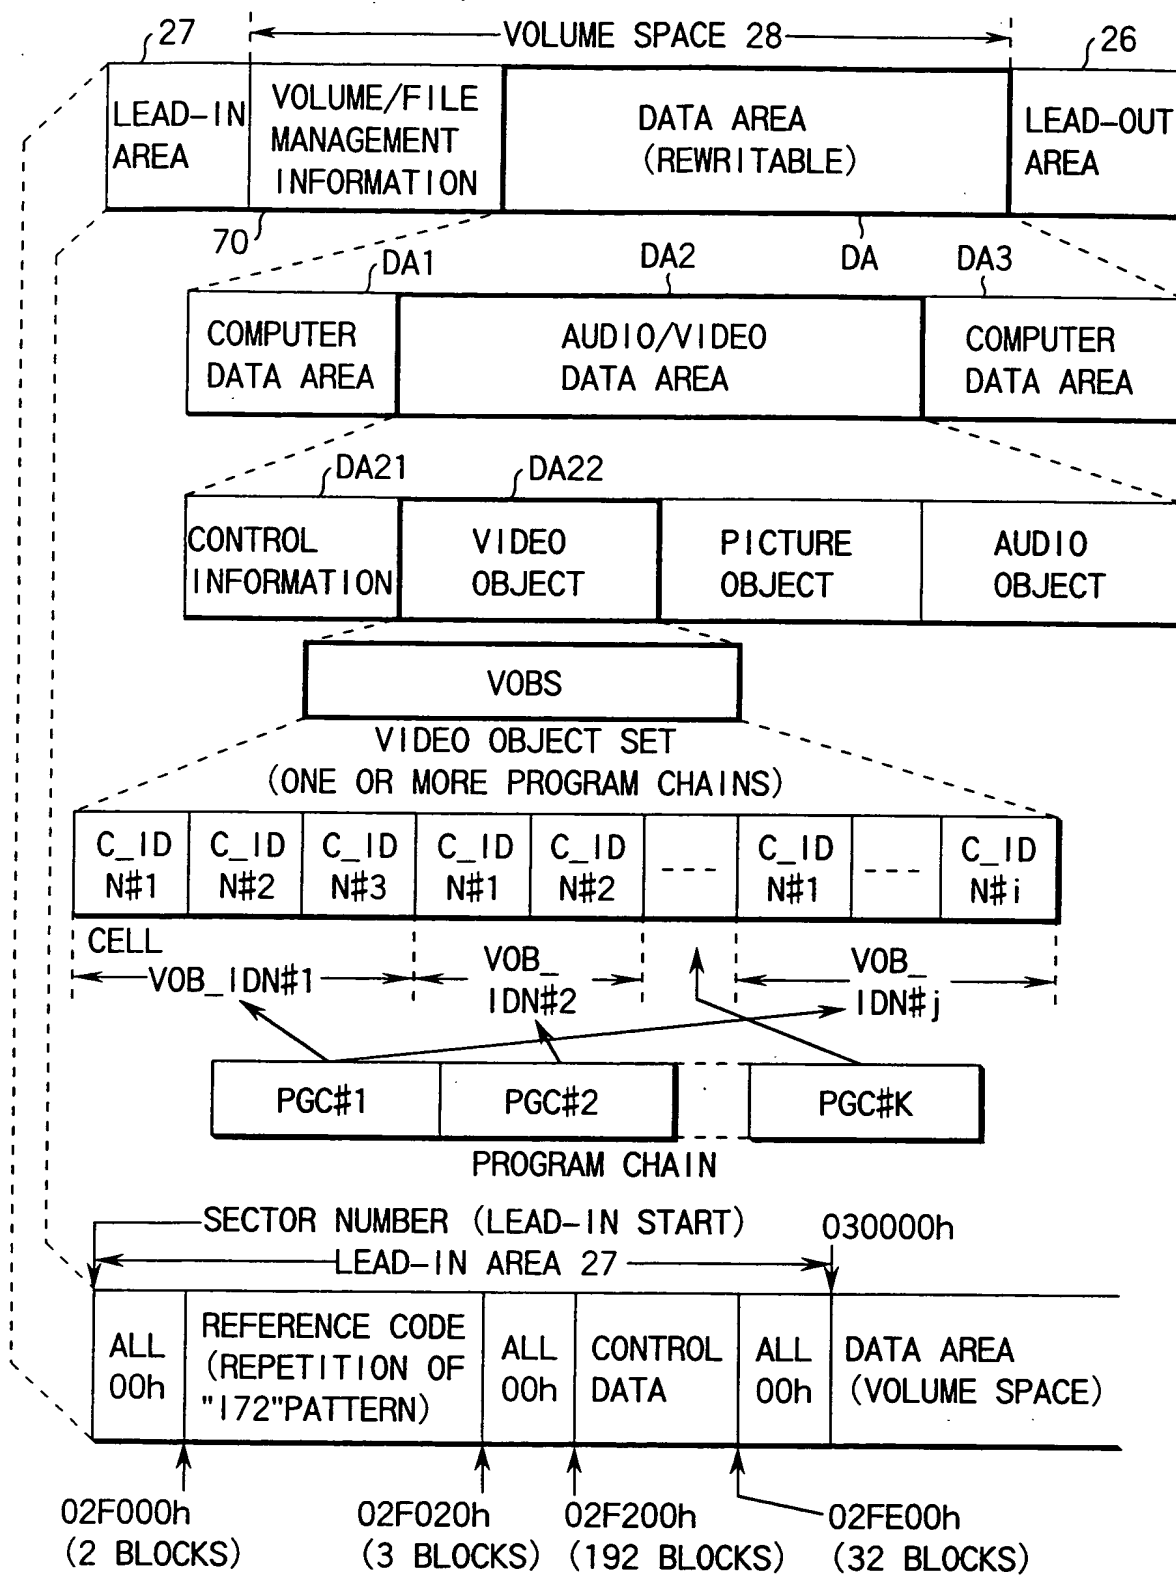 27
VOLUME SPACE 28
26
LEAD-IN
AREA
VOLUME/FILE
MANAGEMENT
INFORMATION
DATA AREA
(REWRITABLE)
LEAD-OUT
AREA
70
DA
DA1
DA2
DA3
COMPUTER
DATA AREA
AUDIO/VIDEO
DATA AREA
COMPUTER
DATA AREA
DA21
DA22
CONTROL
INFORMATION
VIDEO
OBJECT
PICTURE
OBJECT
AUDIO
OBJECT
VOBS
VIDEO OBJECT SET
(ONE OR MORE PROGRAM CHAINS)
C_ID
N#1
C_ID
N#2
C_ID
N#3
C_ID
N#1
C_ID
N#2
---
C_ID
N#1
---
C_ID
N#i
CELL
VOB_IDN#1
VOB_
IDN#2
VOB_
IDN#j
PGC#1
PGC#2
PGC#K
PROGRAM CHAIN
SECTOR NUMBER (LEAD-IN START)
030000h
LEAD-IN AREA 27
ALL
00h
REFERENCE CODE
(REPETITION OF
"172"PATTERN)
ALL
00h
CONTROL
DATA
ALL
00h
DATA AREA
(VOLUME SPACE)
02F000h
(2 BLOCKS)
02F020h
(3 BLOCKS)
02F200h
(192 BLOCKS)
02FE00h
(32 BLOCKS)